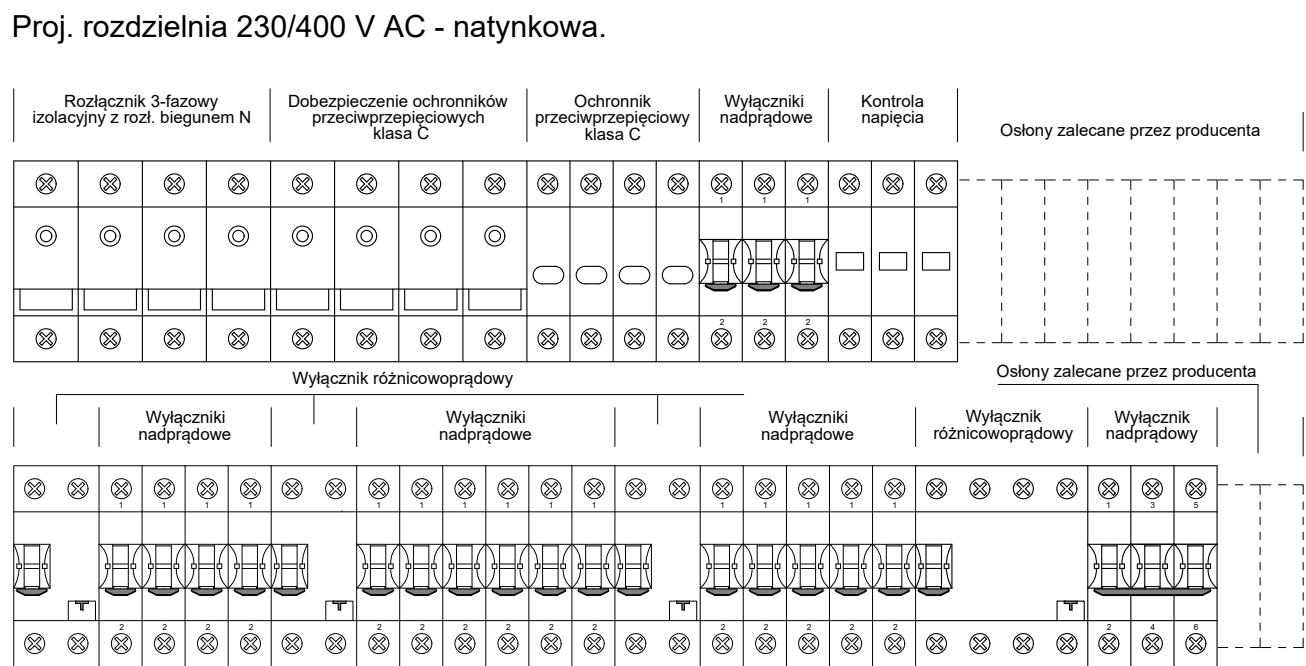 Proj. rozdzielnia 230/400 V AC - natynkowa.
Rozłącznik 3-fazowy
izolacyjny z rozł. biegunem N
Dobezpieczenie ochronników
przeciwprzepięciowych
klasa C
Ochronnik
przeciwprzepięciowy
klasa C
Wyłączniki
nadprądowe
Kontrola
napięcia
Osłony zalecane przez producenta
1 1 1
2 2 2
Wyłącznik różnicowoprądowy
Osłony zalecane przez producenta
Wyłączniki
nadprądowe
Wyłączniki
nadprądowe
Wyłączniki
nadprądowe
Wyłącznik
różnicowoprądowy
Wyłącznik
nadprądowy
1 1 1 1 1 1 1 1 1 1 1 1 1 1 1 1 3 5
T T T T
2 2 2 2 2 2 2 2 2 2 2 2 2 2 2 2 4 6